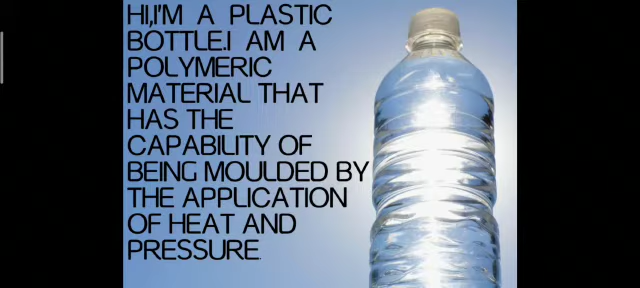 HI,I'M A PLASTIC
BOTTLE.I AM A
POLYMERIC
MATERIAL THAT
HAS THE
CAPABILITY OF
BEING MOULDED BY
THE APPLICATION
OF HEAT AND
PRESSURE.